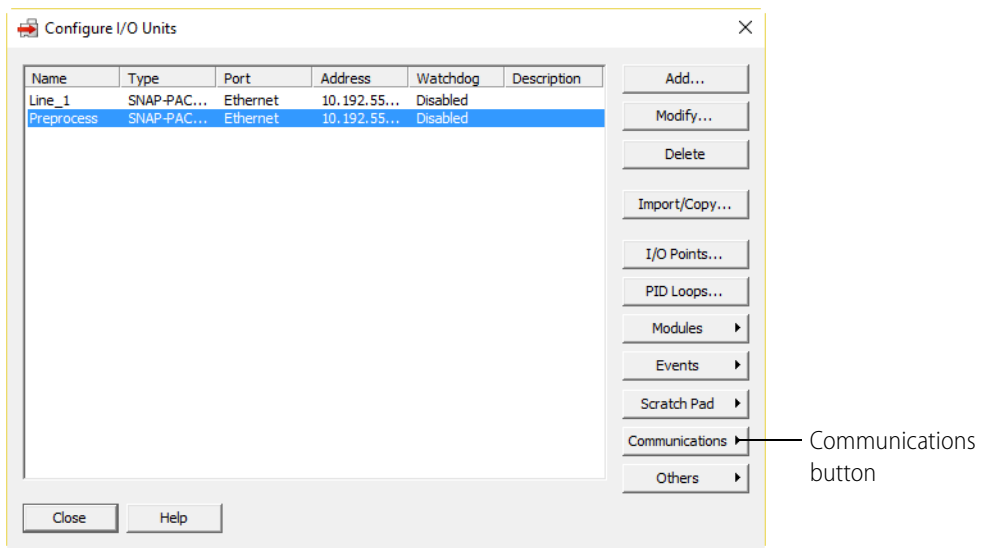 Configure I/O Units
Name Type Port Address Watchdog Description
Line_1 SNAP-PAC... Ethernet 10.192.55... Disabled
Preprocess SNAP-PAC... Ethernet 10.192.55... Disabled
Add...
Modify...
Delete
Import/Copy...
I/O Points...
PID Loops...
Modules
Events
Scratch Pad
Communications
Others
Communications
button
Close
Help